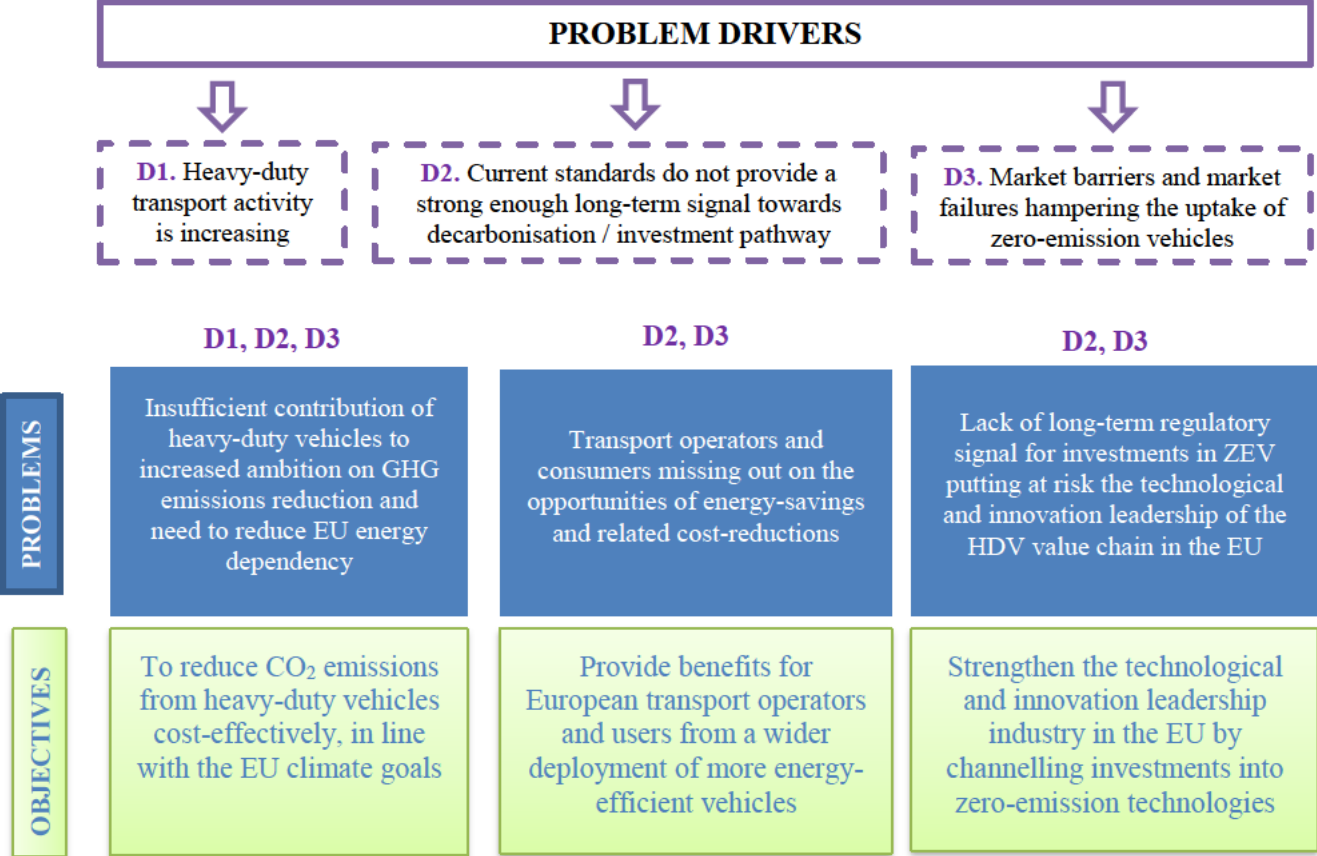 PROBLEM DRIVERS
D1. Heavy-duty
transport activity
is increasing
D2. Current standards do not provide a
strong enough long-term signal towards
decarbonisation / investment pathway
D3. Market barriers and market
failures hampering the uptake of
zero-emission vehicles
D1, D2, D3
D2, D3
D2, D3
PROBLEMS
Insufficient contribution of
heavy-duty vehicles to
increased ambition on GHG
emissions reduction and
need to reduce EU energy
dependency
Transport operators and
consumers missing out on the
opportunities of energy-savings
and related cost-reductions
Lack of long-term regulatory
signal for investments in ZEV
putting at risk the technological
and innovation leadership of the
HDV value chain in the EU
OBJECTIVES
To reduce CO₂ emissions
from heavy-duty vehicles
cost-effectively, in line
with the EU climate goals
Provide benefits for
European transport operators
and users from a wider
deployment of more energy-
efficient vehicles
Strengthen the technological
and innovation leadership
industry in the EU by
channelling investments into
zero-emission technologies